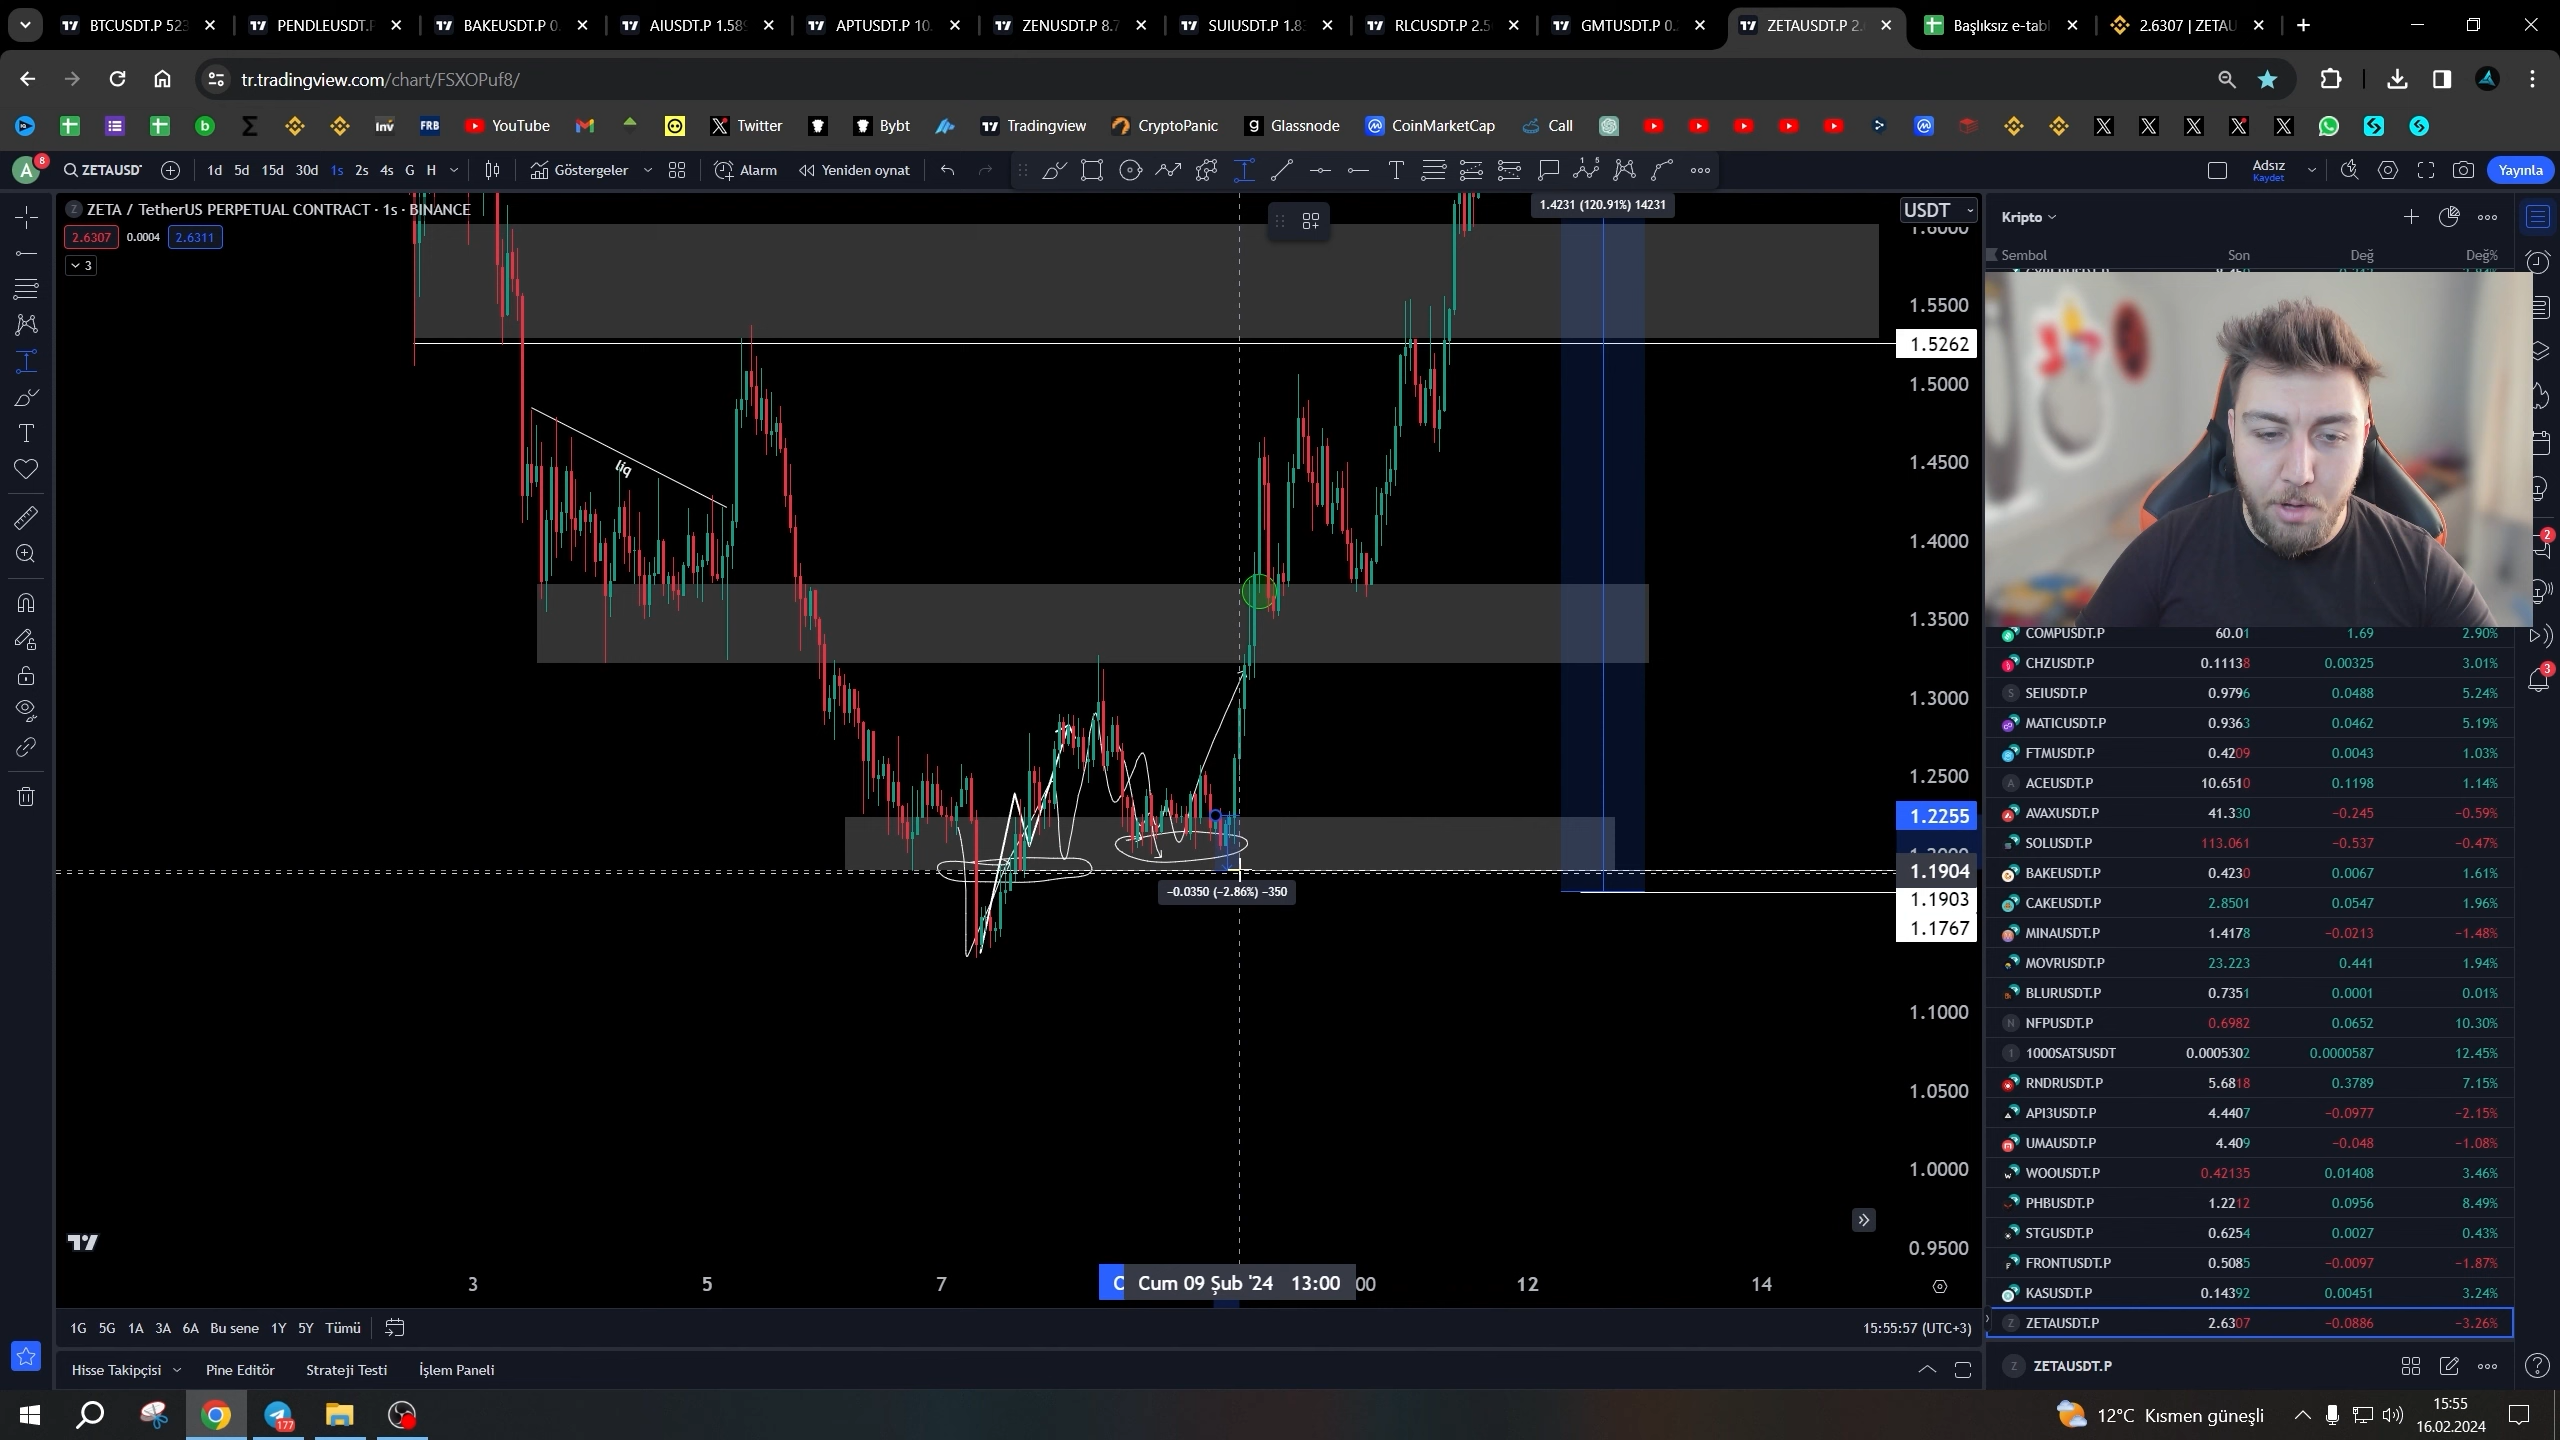 BTCUSDT.P 523
PENDLEUSDT.P
BAKEUSDT.P 0.
AIUSDT.P 1.589
APTUSDT.P 10.
ZENUSDT.P 8.7
SUIUSDT.P 1.83
RLCUSDT.P 2.5
GMTUSDT.P 0.
ZETAUSDT.P 2.
Başlıksız e-tabl
2.6307 | ZETAU
tr.tradingview.com/chart/FSXOPuf8/
Inv
FRB
YouTube
Twitter
Bybt
Tradingview
CryptoPanic
Glassnode
CoinMarketCap
Call
A
8
ZETAUSD
1d 5d 15d 30d 1s 2s 4s G H
Göstergeler
Alarm
Yeniden oynat
Adsız
Kaydet
Yayınla
ZETA / TetherUS PERPETUAL CONTRACT · 1s · BINANCE
2.6307 0.0004 2.6311
3
1.4231 (120.91%) 14231
USDT
1.6000
1.5500
1.5262
1.5000
1.4500
1.4000
1.3500
1.3000
1.2500
1.2255
1.2000
1.1904
1.1903
1.1767
1.1000
1.0500
1.0000
0.9500
liq
−0.0350 (−2.86%) −350
3 5 7
Cum 09 Şub '24 13:00
12 14
1G 5G 1A 3A 6A Bu sene 1Y 5Y Tümü
15:55:57 (UTC+3)
Hisse Takipçisi Pine Editör Strateji Testi İşlem Paneli
Kripto
Sembol Son Değ Değ%
COMPUSDT.P 60.01 1.69 2.90%
CHZUSDT.P 0.11138 0.00325 3.01%
SEIUSDT.P 0.9796 0.0488 5.24%
MATICUSDT.P 0.9363 0.0462 5.19%
FTMUSDT.P 0.4209 0.0043 1.03%
ACEUSDT.P 10.6510 0.1198 1.14%
AVAXUSDT.P 41.330 −0.245 −0.59%
SOLUSDT.P 113.061 −0.537 −0.47%
BAKEUSDT.P 0.4230 0.0067 1.61%
CAKEUSDT.P 2.8501 0.0547 1.96%
MINAUSDT.P 1.4178 −0.0213 −1.48%
MOVRUSDT.P 23.223 0.441 1.94%
BLURUSDT.P 0.7351 0.0001 0.01%
NFPUSDT.P 0.6982 0.0652 10.30%
1000SATSUSDT 0.0005302 0.0000587 12.45%
RNDRUSDT.P 5.6818 0.3789 7.15%
API3USDT.P 4.4407 −0.0977 −2.15%
UMAUSDT.P 4.409 −0.048 −1.08%
WOOUSDT.P 0.42135 0.01408 3.46%
PHBUSDT.P 1.2212 0.0956 8.49%
STGUSDT.P 0.6254 0.0027 0.43%
FRONTUSDT.P 0.5085 −0.0097 −1.87%
KASUSDT.P 0.14392 0.00451 3.24%
ZETAUSDT.P 2.6307 −0.0886 −3.26%
ZETAUSDT.P
2
3
177
12°C Kısmen güneşli
15:55
16.02.2024